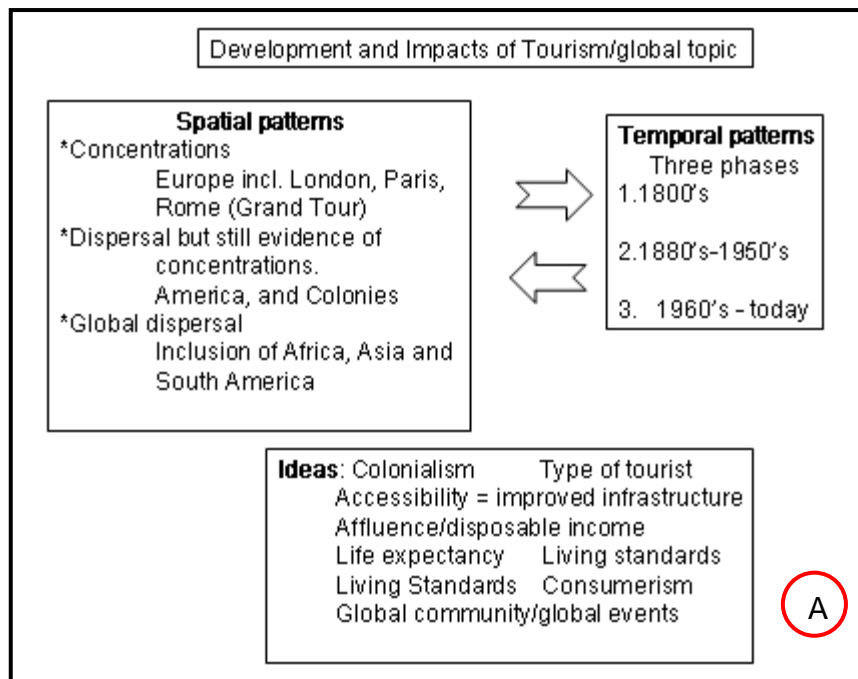 Development and Impacts of Tourism/global topic
Spatial patterns
*Concentrations
Europe incl. London, Paris,
Rome (Grand Tour)
*Dispersal but still evidence of
concentrations.
America, and Colonies
*Global dispersal
Inclusion of Africa, Asia and
South America
Temporal patterns
Three phases
1.1800's
2.1880's-1950's
3. 1960's - today
Ideas: Colonialism Type of tourist
Accessibility = improved infrastructure
Affluence/disposable income
Life expectancy Living standards
Living Standards Consumerism
Global community/global events
A